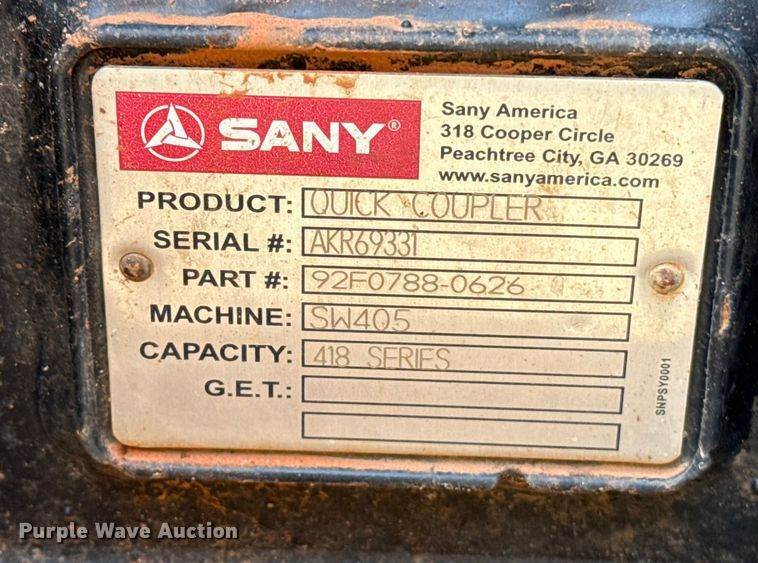 SANY®
Sany America
318 Cooper Circle
Peachtree City, GA 30269
www.sanyamerica.com
PRODUCT: QUICK COUPLER
SERIAL #: AKR69331
PART #: 92F0788-0626
MACHINE: SW405
CAPACITY: 418 SERIES
G.E.T.:
SNPSY0001
Purple Wave Auction